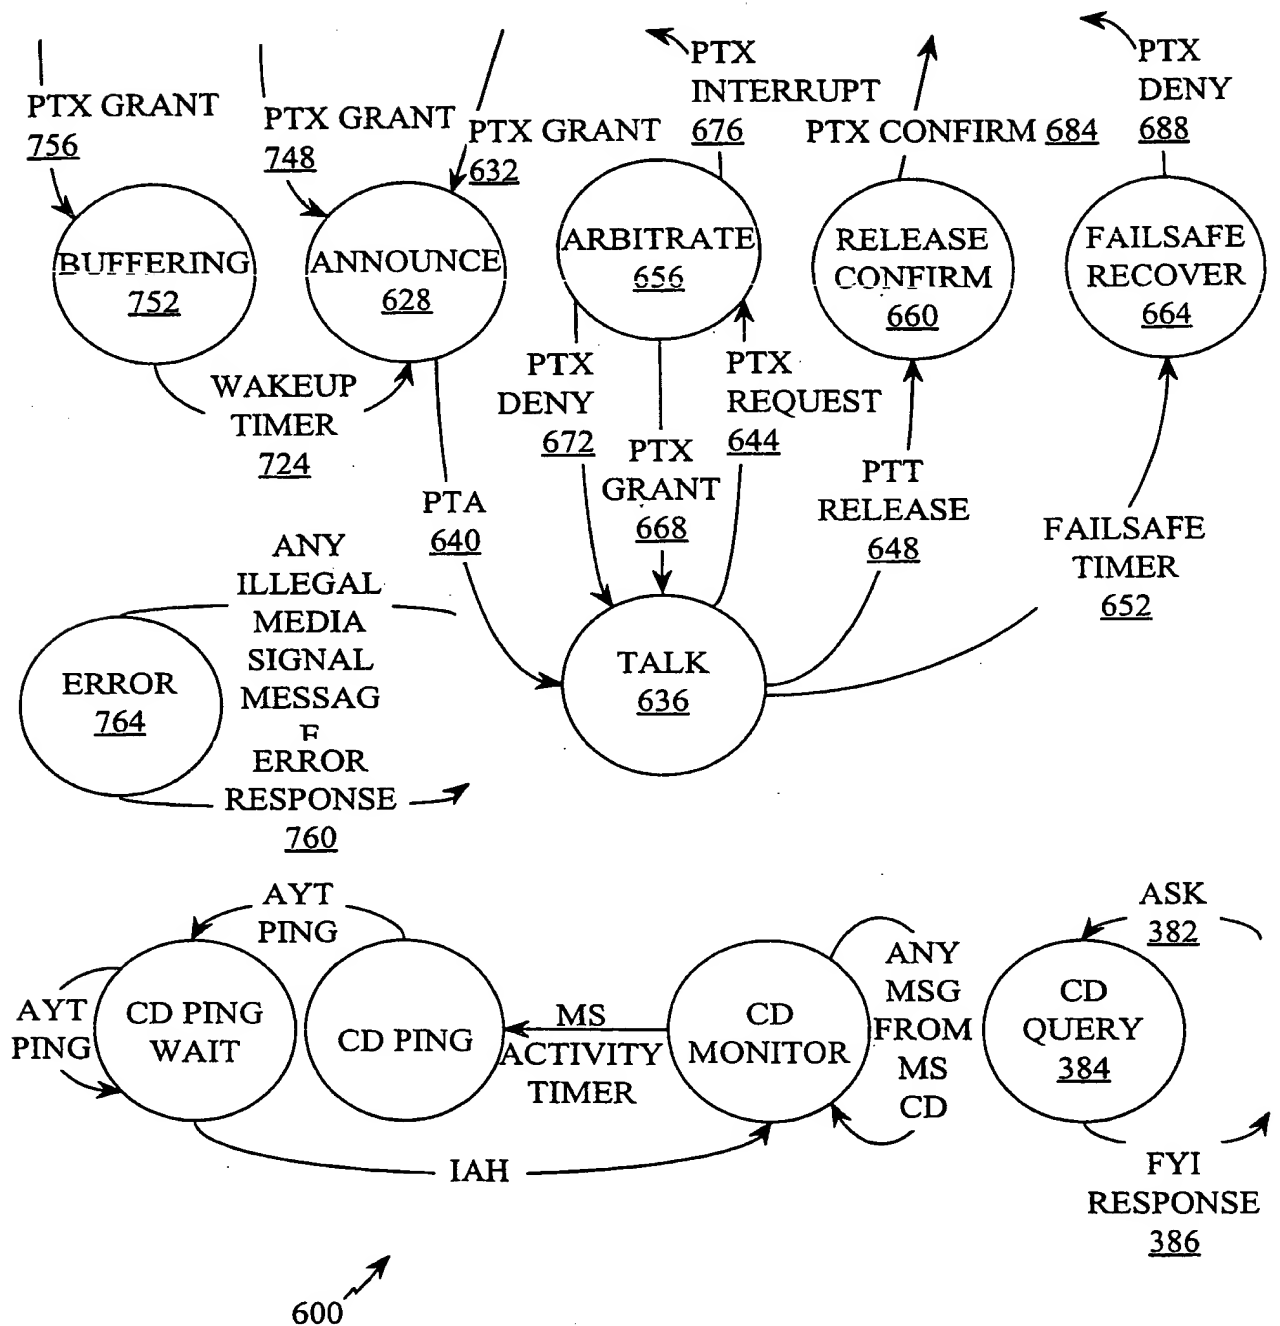 PTX GRANT
756
PTX GRANT
748
PTX GRANT
632
PTX
INTERRUPT
676
PTX CONFIRM 684
PTX
DENY
688
BUFFERING
752
ANNOUNCE
628
ARBITRATE
656
RELEASE
CONFIRM
660
FAILSAFE
RECOVER
664
WAKEUP
TIMER
724
PTX
DENY
672
PTX
GRANT
668
PTX
REQUEST
644
PTA
640
PTT
RELEASE
648
FAILSAFE
TIMER
652
ANY
ILLEGAL
MEDIA
SIGNAL
MESSAG
E
ERROR
764
TALK
636
ERROR
RESPONSE
760
AYT
PING
ASK
382
AYT
PING
CD PING
WAIT
CD PING
MS
ACTIVITY
TIMER
CD
MONITOR
ANY
MSG
FROM
MS
CD
CD
QUERY
384
IAH
FYI
RESPONSE
386
600